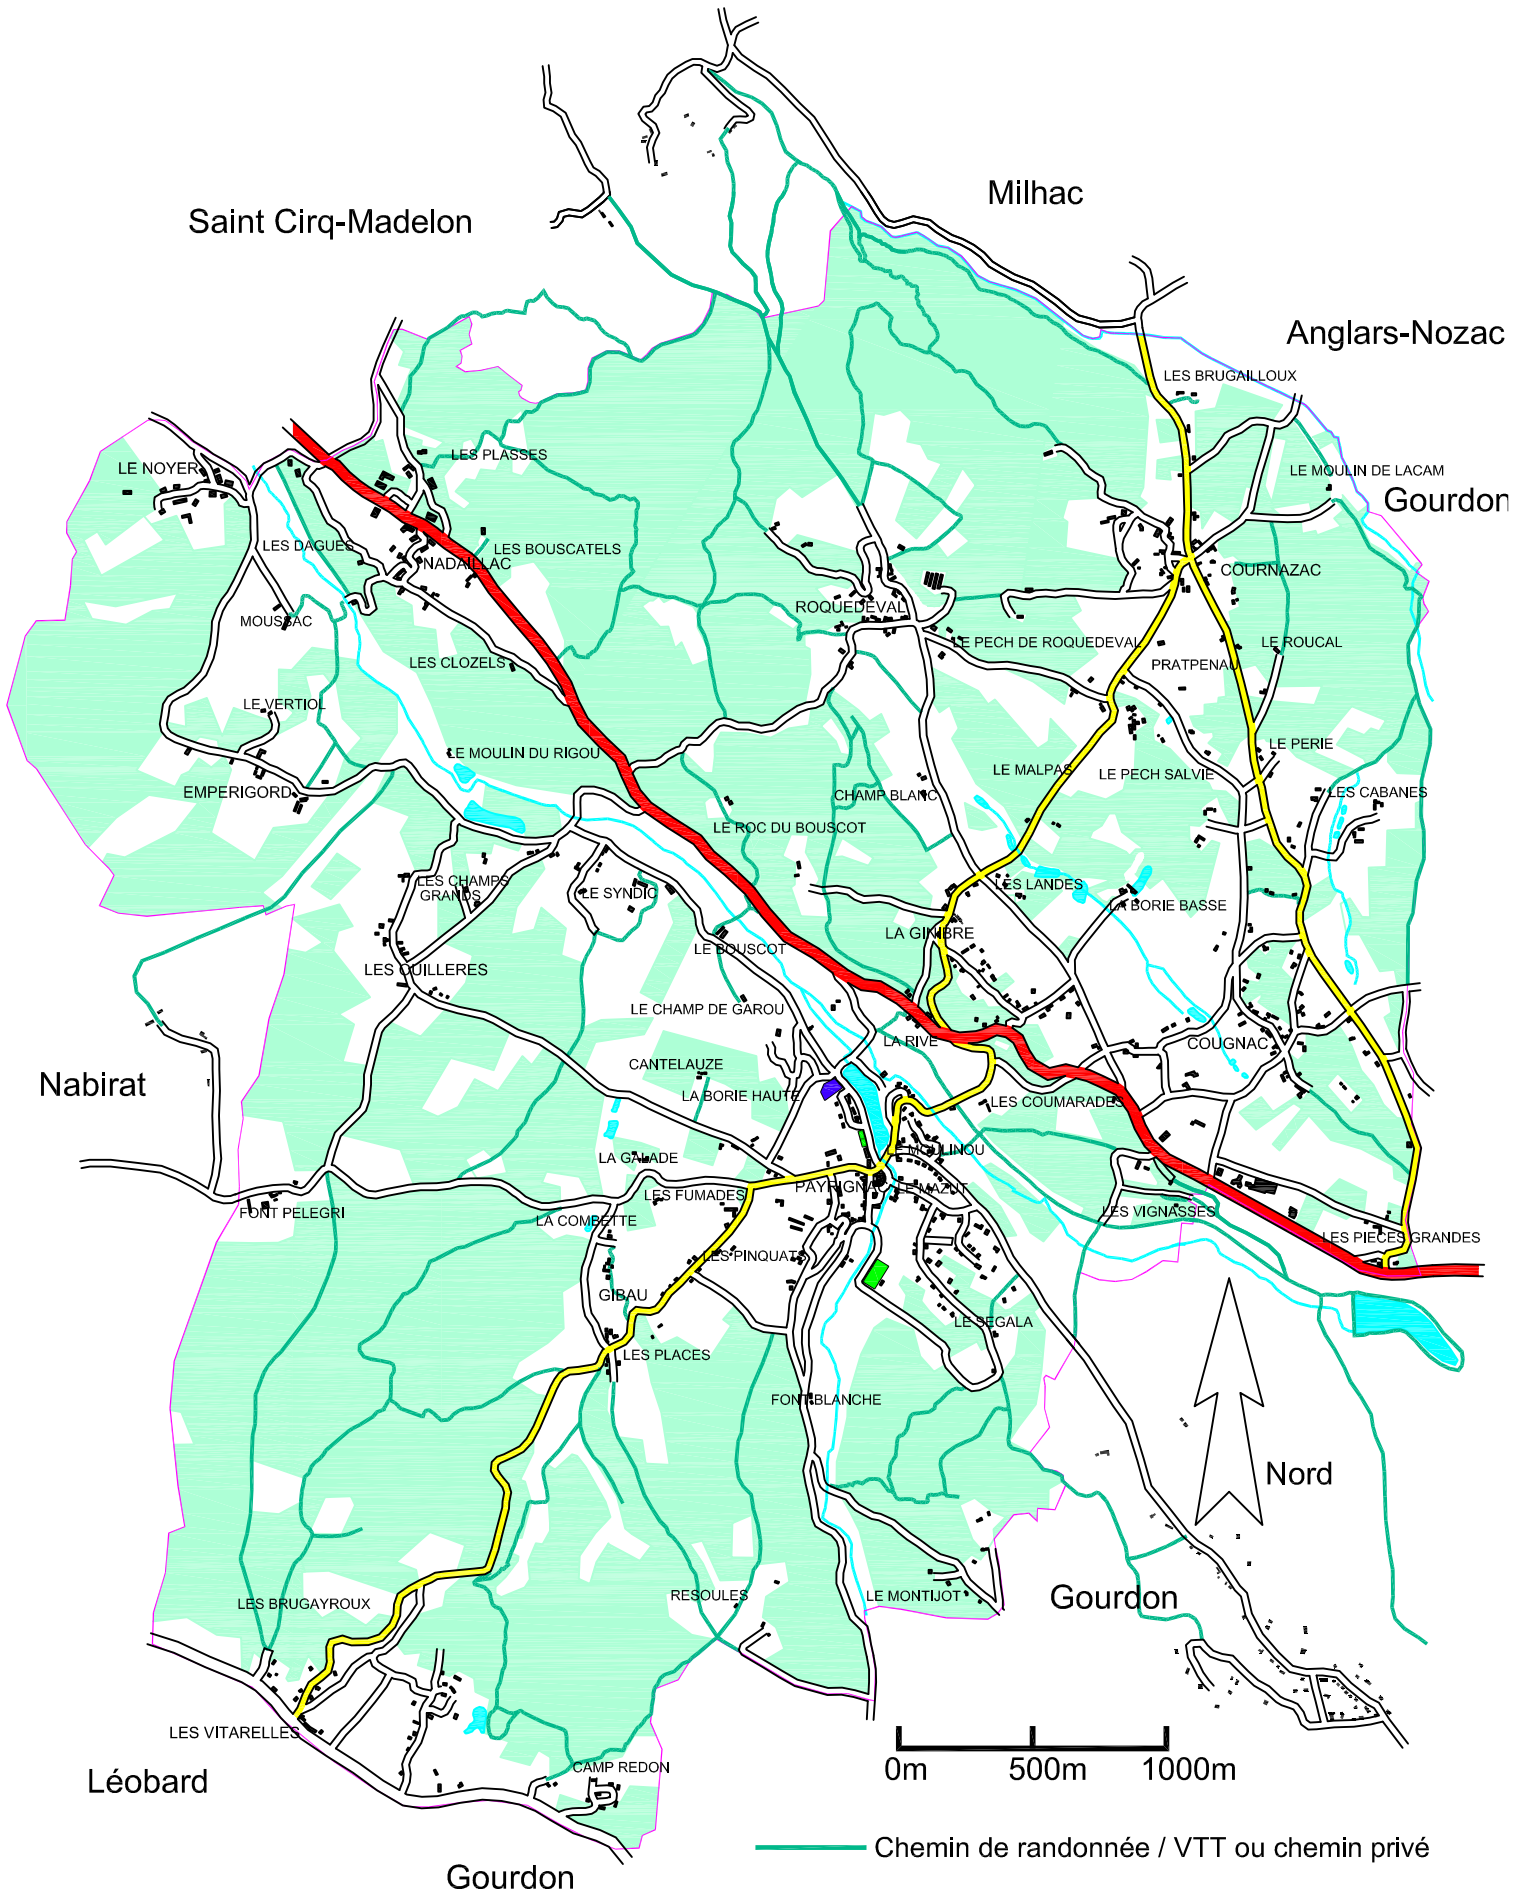 Milhac
Saint Cirq-Madelon
Anglars-Nozac
LES BRUGAILLOUX
LES PLASSES
LE NOYER
LE MOULIN DE LACAM
Gourdon
LES DAGUES
LES BOUSCATELS
NADAILLAC
COURNAZAC
ROQUEDEVAL
MOUSSAC
LE PECH DE ROQUEDEVAL
LE ROUCAL
LES CLOZELS
PRATPENAU
LE VERTIOL
LE MOULIN DU RIGOU
LE PERIE
LE MALPAS
LE PECH SALVIE
EMPERIGORD
CHAMP BLANC
LES CABANES
LE ROC DU BOUSCOT
LES CHAMPS
GRANDS
LE SYNDIC
LES LANDES
LA BORIE BASSE
LA GINIBRE
LE BOUSCOT
LES OUILLERES
LE CHAMP DE GAROU
LA RIVE
COUGNAC
CANTELAUZE
Nabirat
LA BORIE HAUTE
LES COUMARADES
LA GALADE
LE MOULINOU
PAYRIGNAC
LE MAZUT
LES FUMADES
FONT PELEGRI
LA COMBETTE
LES VIGNASSES
LES PIECES GRANDES
LES PINQUATS
GIBAU
LE SEGALA
LES PLACES
FONT BLANCHE
Nord
RESOULES
LE MONTIJOT
Gourdon
LES BRUGAYROUX
LES VITARELLES
CAMP REDON
Léobard
0m 500m 1000m
Chemin de randonnée / VTT ou chemin privé
Gourdon